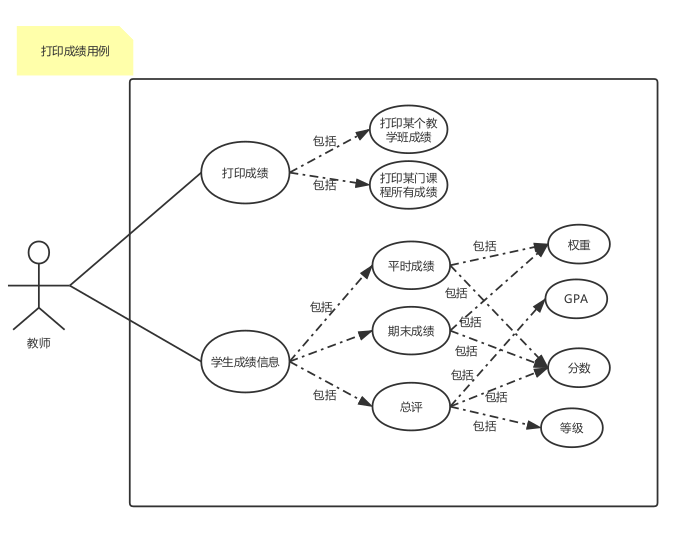 打印成绩用例
打印某个教
学班成绩
包括
打印成绩
打印某门课
程所有成绩
包括
权重
包括
平时成绩
包括
GPA
包括
包括
期末成绩
教师
包括
学生成绩信息
分数
包括
包括
包括
总评
包括
等级